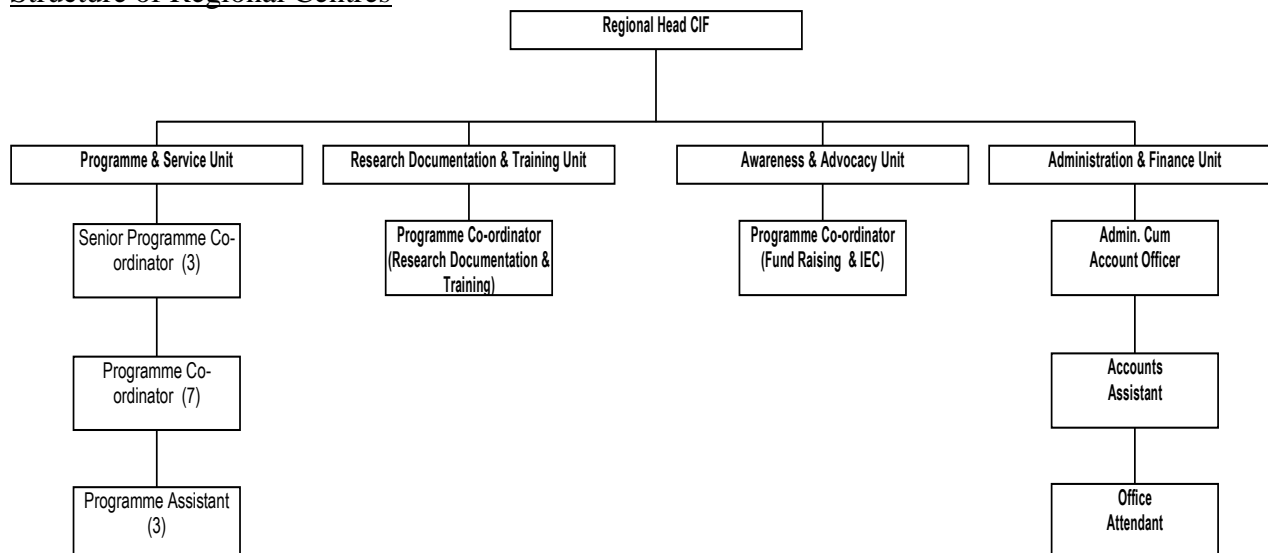 Structure of Regional Centres
Regional Head CIF
Programme & Service Unit
Research Documentation & Training Unit
Awareness & Advocacy Unit
Administration & Finance Unit
Senior Programme Co-
ordinator (3)
Programme Co-ordinator
(Research Documentation &
Training)
Programme Co-ordinator
(Fund Raising & IEC)
Admin. Cum
Account Officer
Programme Co-
ordinator (7)
Accounts
Assistant
Programme Assistant
(3)
Office
Attendant